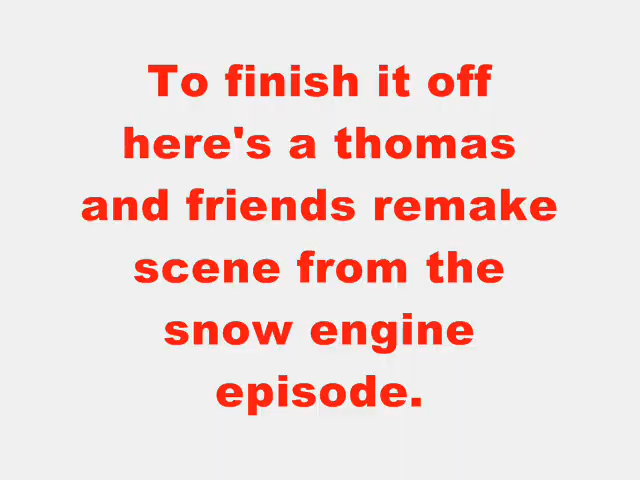 To finish it off
here's a thomas
and friends remake
scene from the
snow engine
episode.